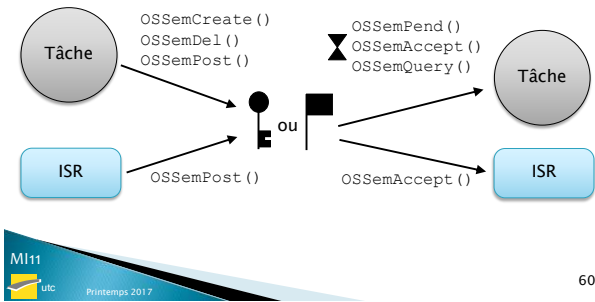 Tâche
OSSemCreate()
OSSemDel()
OSSemPost()
OSSemPend()
OSSemAccept()
OSSemQuery()
Tâche
ou
ISR
OSSemPost()
OSSemAccept()
ISR
MI11
utc
Printemps 2017
60